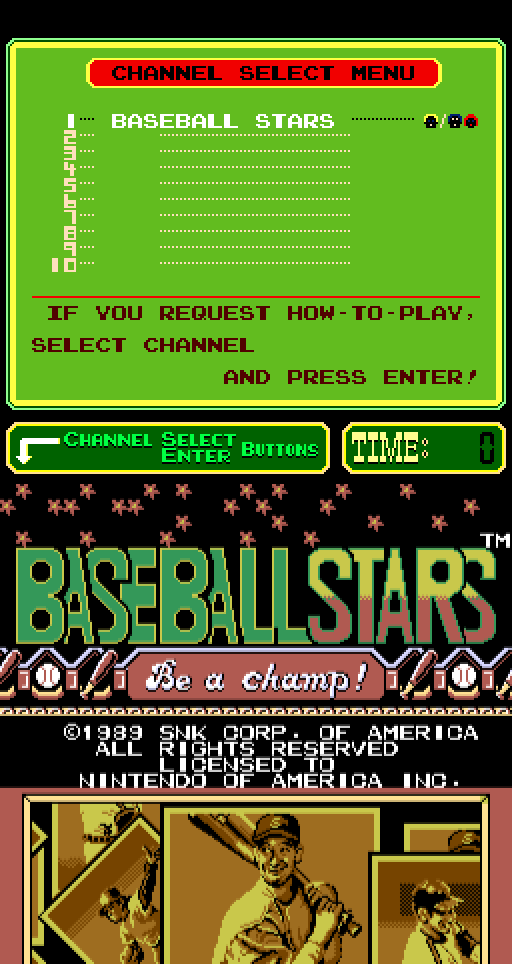 CHANNEL SELECT MENU
1 BASEBALL STARS
2
3
4
5
6
7
8
9
10
IF YOU REQUEST HOW-TO-PLAY,
SELECT CHANNEL
AND PRESS ENTER!
CHANNEL SELECT
ENTER BUTTONS
TIME: 0
BASEBALL STARS TM
Be a champ!
©1989 SNK CORP. OF AMERICA
ALL RIGHTS RESERVED
LICENSED TO
NINTENDO OF AMERICA INC.